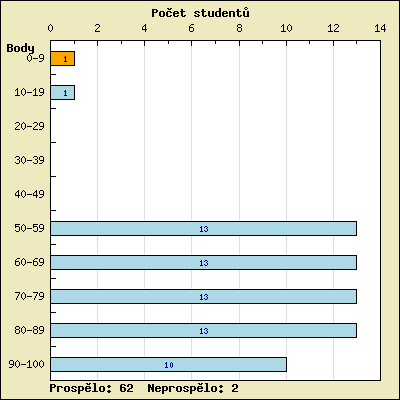 Počet studentů
0 2 4 6 8 10 12 14
Body
0-9 1
10-19 1
20-29
30-39
40-49
50-59 13
60-69 13
70-79 13
80-89 13
90-100 10
Prospělo: 62 Neprospělo: 2